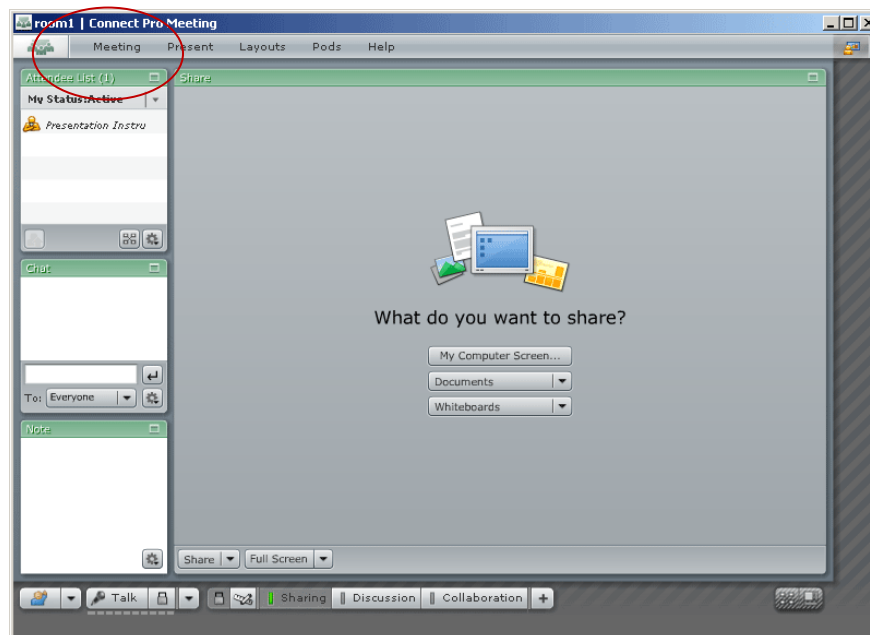 room1 | Connect Pro Meeting
Meeting Present Layouts Pods Help
Attendee List (1)
Share
My Status:Active
Presentation Instru
Chat
What do you want to share?
My Computer Screen...
Documents
To: Everyone
Whiteboards
Note
Share Full Screen
Talk Sharing Discussion Collaboration +